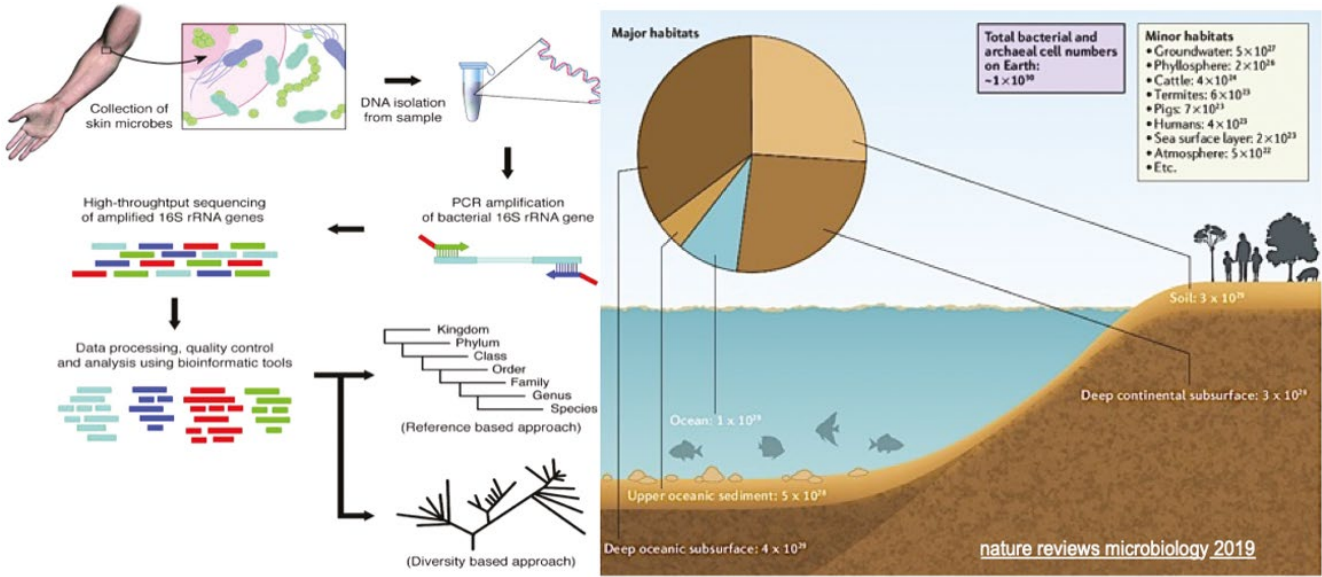 Collection of
skin microbes
DNA isolation
from sample
High-throughtput sequencing
of amplified 16S rRNA genes
PCR amplification
of bacterial 16S rRNA gene
Data processing, quality control
and analysis using bioinformatic tools
Kingdom
Phylum
Class
Order
Family
Genus
Species
(Reference based approach)
(Diversity based approach)
Major habitats
Total bacterial and
archaeal cell numbers
on Earth:
~1×10³⁰
Minor habitats
• Groundwater: 5×10²⁷
• Phyllosphere: 2×10²⁶
• Cattle: 4×10²⁴
• Termites: 6×10²³
• Pigs: 7×10²³
• Humans: 4×10²³
• Sea surface layer: 2×10²³
• Atmosphere: 5×10²²
• Etc.
Soil: 3 x 10²⁹
Deep continental subsurface: 3 x 10²⁹
Ocean: 1 x 10²⁹
Upper oceanic sediment: 5 x 10²⁸
Deep oceanic subsurface: 4 x 10²⁹
nature reviews microbiology 2019